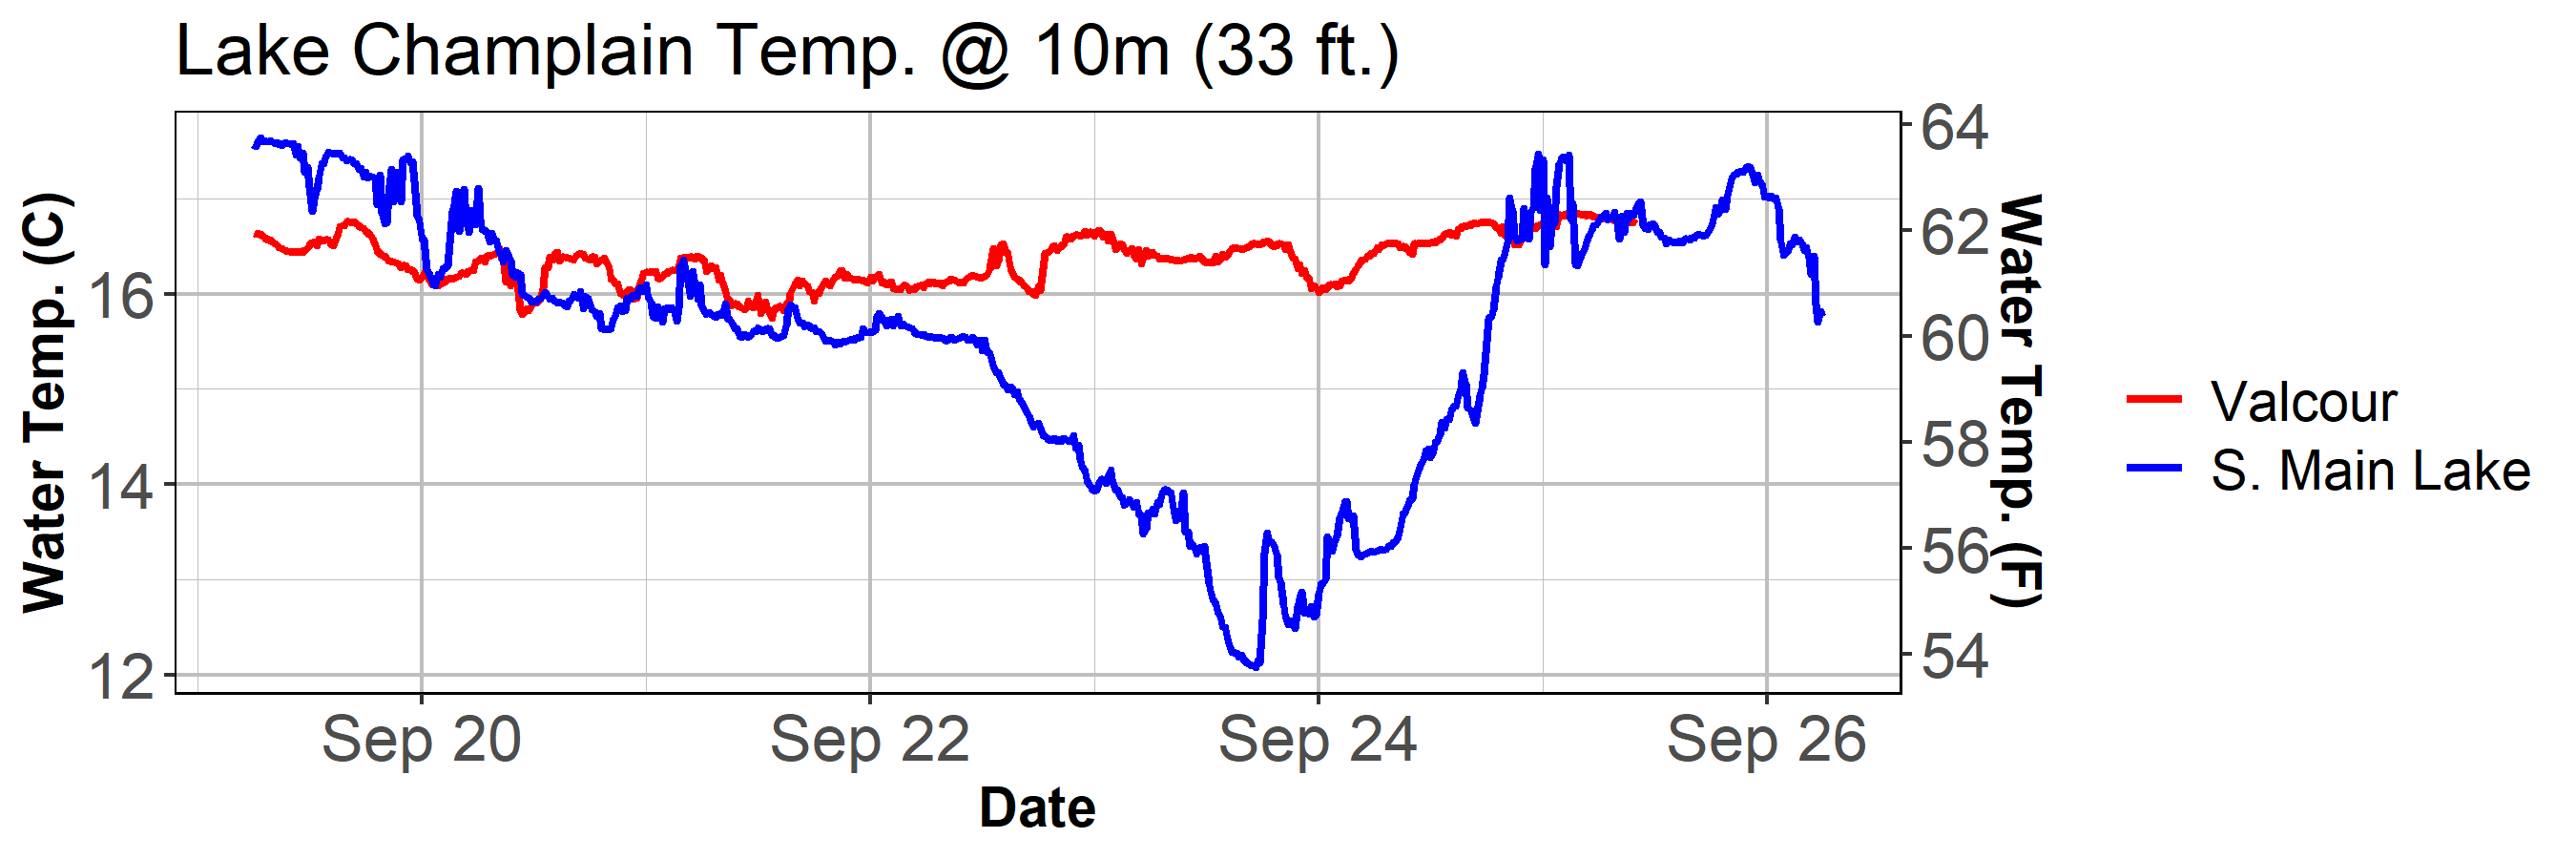 Lake Champlain Temp. @ 10m (33 ft.)
Water Temp. (C)
16
14
12
64
62
60
58
56
54
Water Temp. (F)
Sep 20
Sep 22
Sep 24
Sep 26
Date
Valcour
S. Main Lake